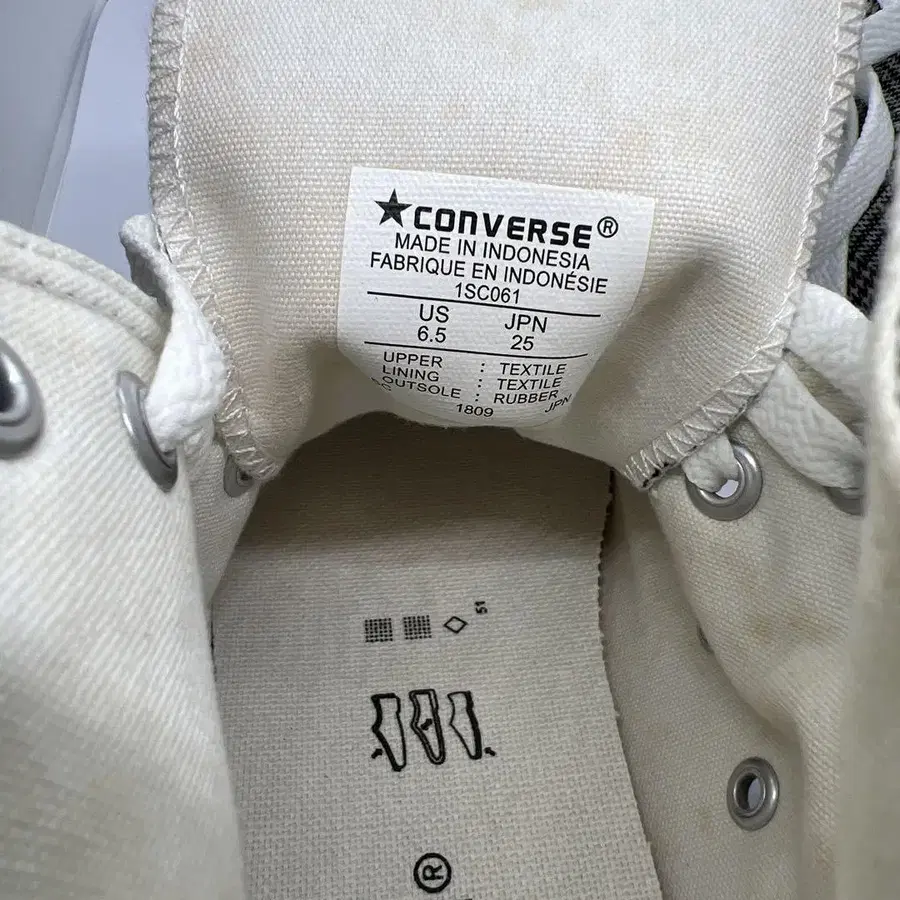 ★CONVERSE®
MADE IN INDONESIA
FABRIQUE EN INDONÉSIE
1SC061
US JPN
6.5 25
UPPER : TEXTILE
LINING : TEXTILE
OUTSOLE : RUBBER
1809 JPN
51
®